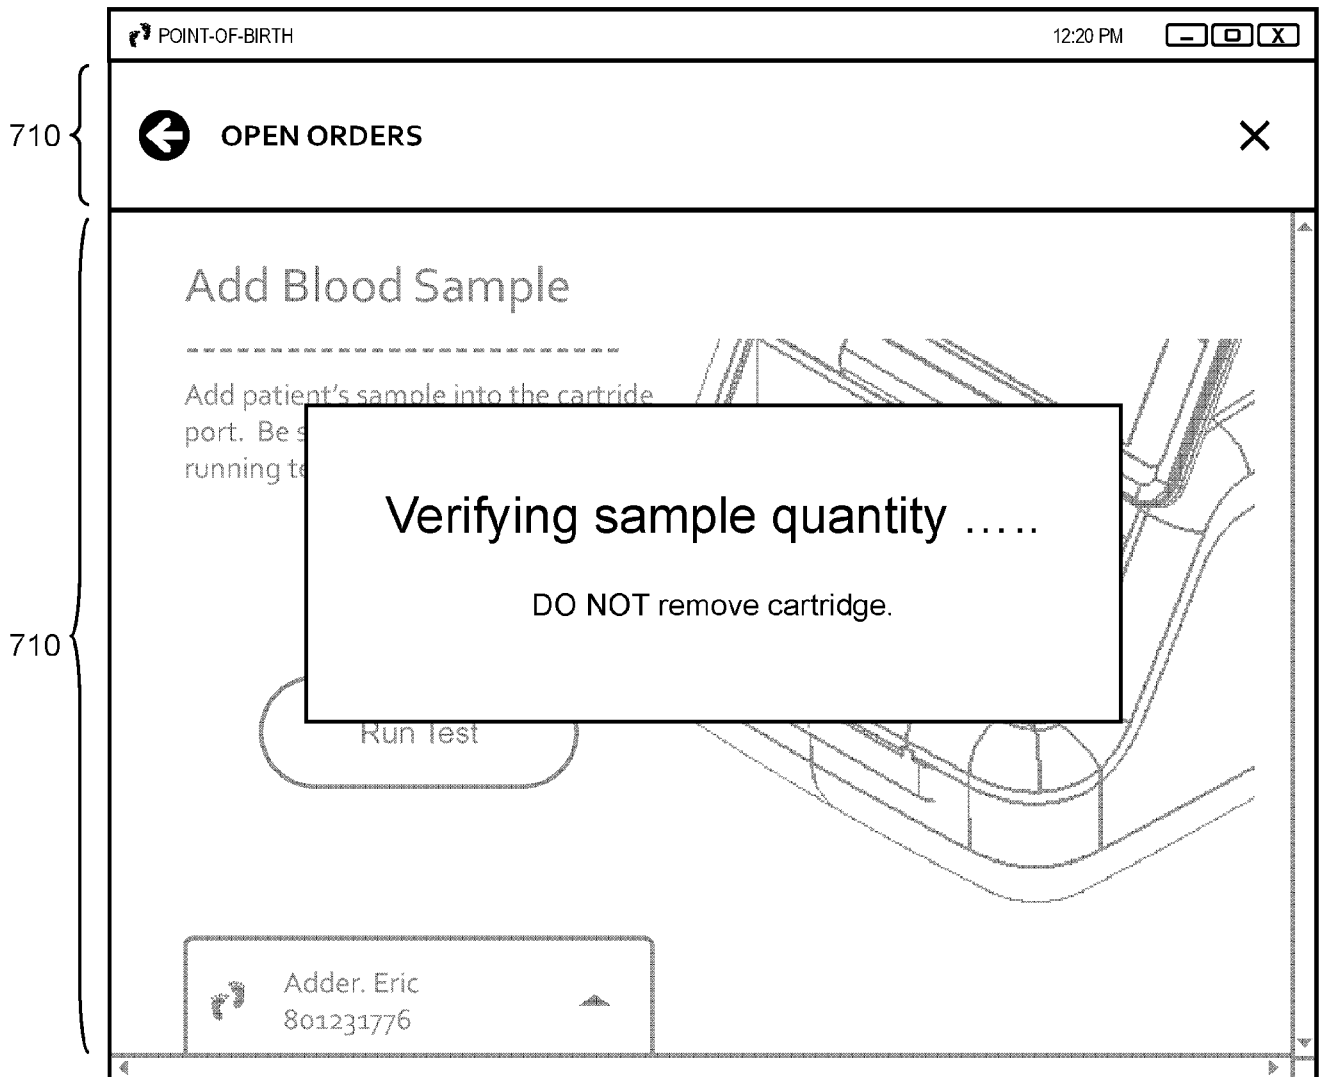 POINT-OF-BIRTH 12:20 PM X
710 OPEN ORDERS
Add Blood Sample
Add patient's sample into the cartride
port. Be
running
Verifying sample quantity .....
DO NOT remove cartridge.
710
Run Test
Adder. Eric
801231776